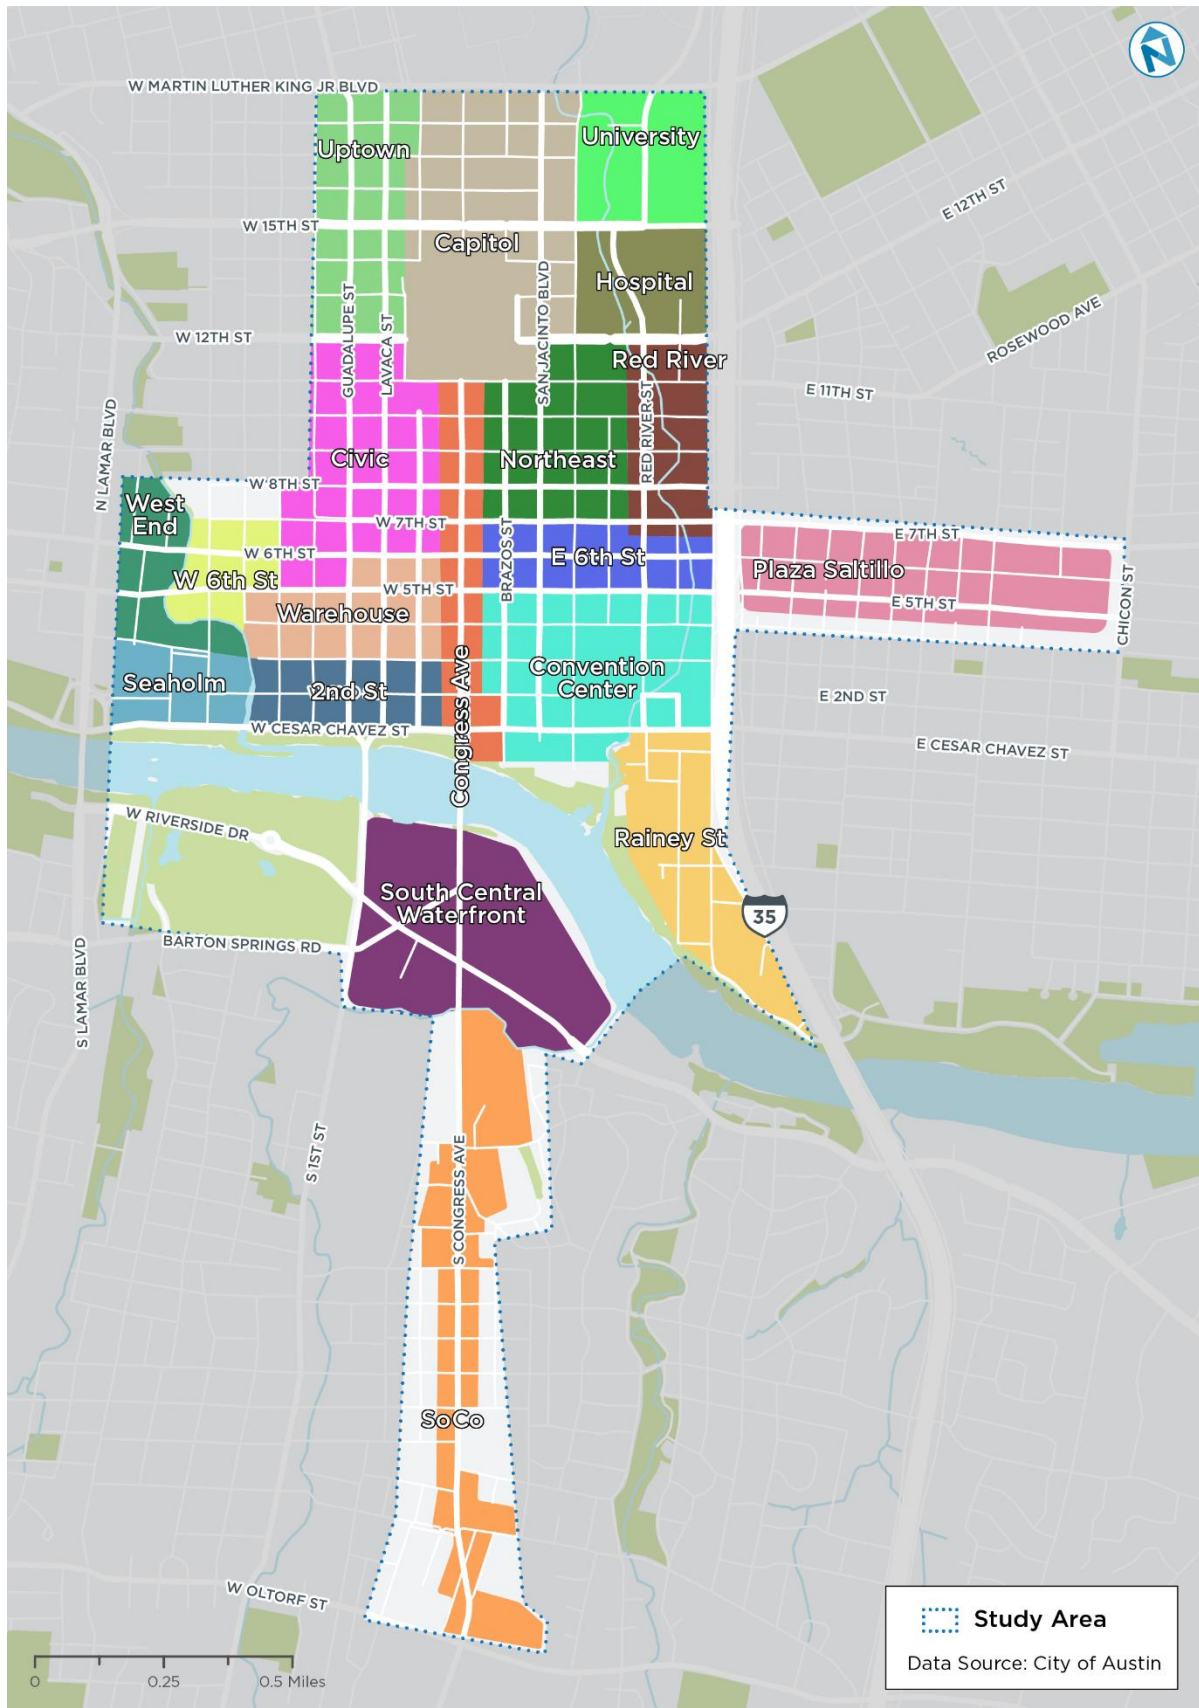 N
W MARTIN LUTHER KING JR BLVD
Uptown
University
W 15TH ST
E 12TH ST
Capitol
Hospital
GUADALUPE ST
LAVACA ST
SAN JACINTO BLVD
W 12TH ST
ROSEWOOD AVE
Red River
E 11TH ST
N LAMAR BLVD
RED RIVER ST
Civic
Northeast
W 8TH ST
West
End
W 7TH ST
E 7TH ST
W 6TH ST
E 6th St
BRAZOS ST
Plaza Saltillo
W 6th St
W 5TH ST
E 5TH ST
CHICON ST
Warehouse
Convention
Center
Seaholm
2nd St
E 2ND ST
Congress Ave
W CESAR CHAVEZ ST
E CESAR CHAVEZ ST
W RIVERSIDE DR
Rainey St
South Central
Waterfront
35
BARTON SPRINGS RD
S LAMAR BLVD
S 1ST ST
S CONGRESS AVE
SoCo
W OLTORF ST
Study Area
Data Source: City of Austin
0 0.25 0.5 Miles